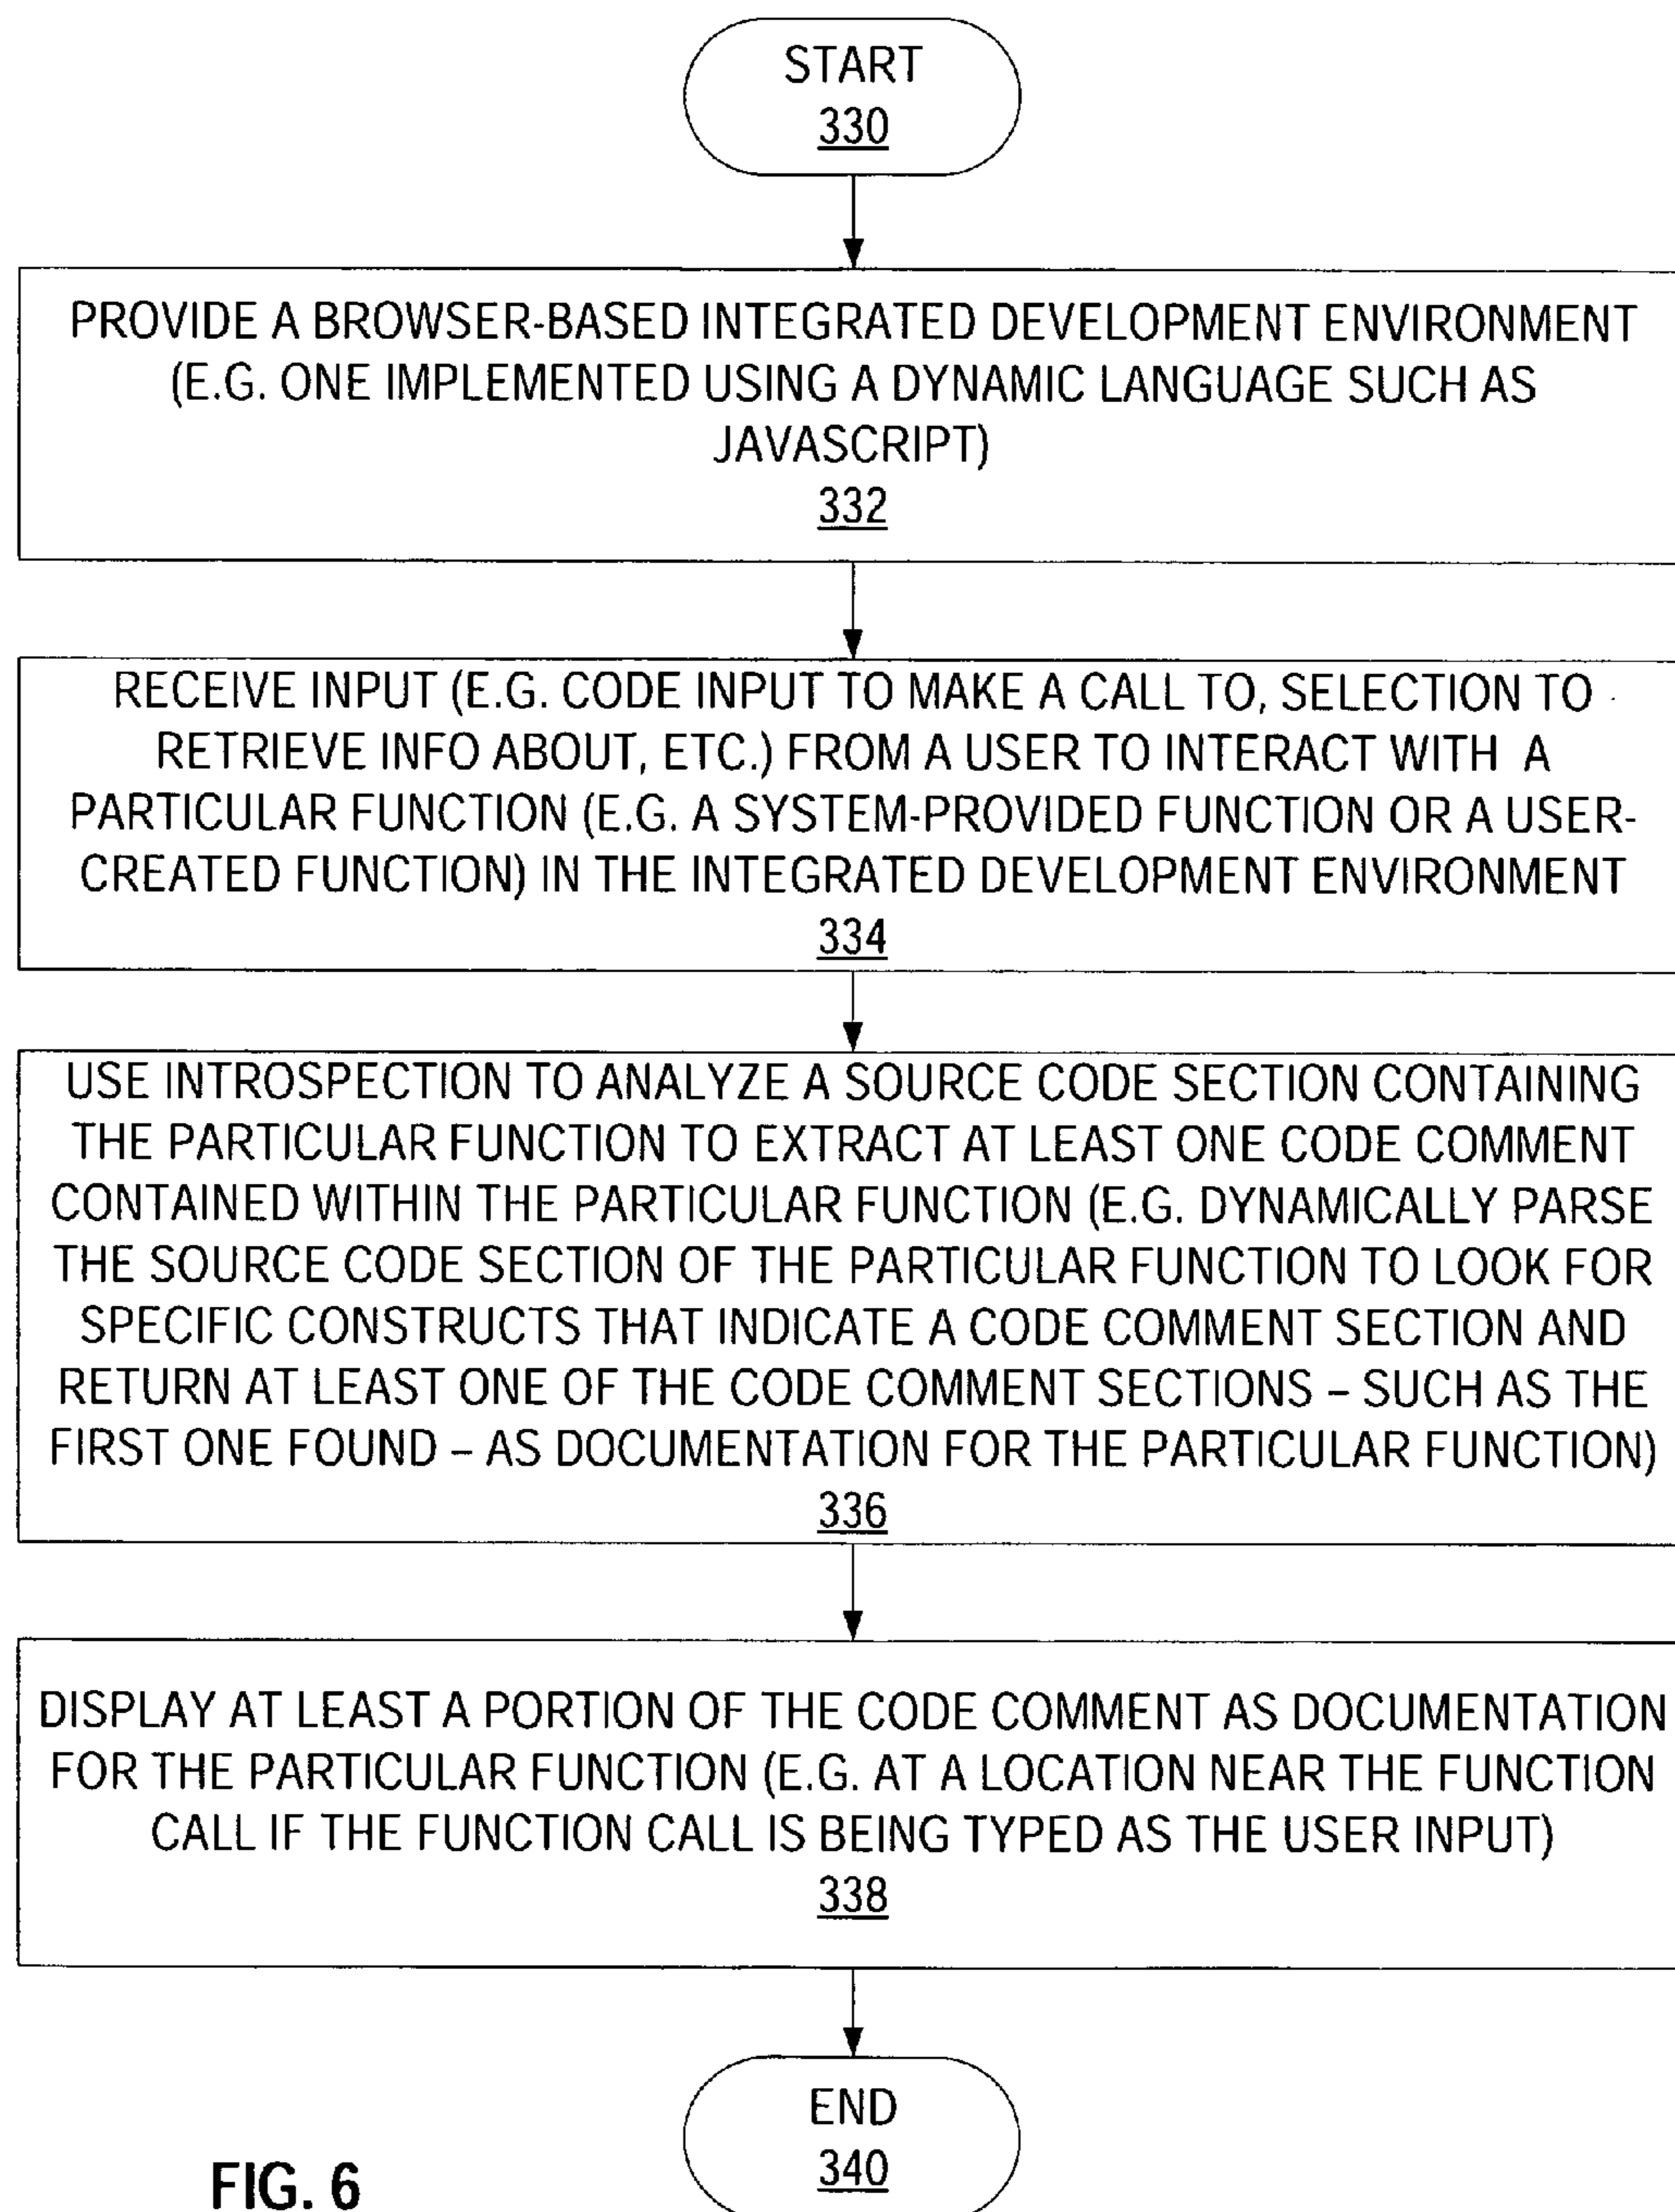 START
330
PROVIDE A BROWSER-BASED INTEGRATED DEVELOPMENT ENVIRONMENT
(E.G. ONE IMPLEMENTED USING A DYNAMIC LANGUAGE SUCH AS
JAVASCRIPT)
332
RECEIVE INPUT (E.G. CODE INPUT TO MAKE A CALL TO, SELECTION TO
RETRIEVE INFO ABOUT, ETC.) FROM A USER TO INTERACT WITH A
PARTICULAR FUNCTION (E.G. A SYSTEM-PROVIDED FUNCTION OR A USER-
CREATED FUNCTION) IN THE INTEGRATED DEVELOPMENT ENVIRONMENT
334
USE INTROSPECTION TO ANALYZE A SOURCE CODE SECTION CONTAINING
THE PARTICULAR FUNCTION TO EXTRACT AT LEAST ONE CODE COMMENT
CONTAINED WITHIN THE PARTICULAR FUNCTION (E.G. DYNAMICALLY PARSE
THE SOURCE CODE SECTION OF THE PARTICULAR FUNCTION TO LOOK FOR
SPECIFIC CONSTRUCTS THAT INDICATE A CODE COMMENT SECTION AND
RETURN AT LEAST ONE OF THE CODE COMMENT SECTIONS – SUCH AS THE
FIRST ONE FOUND – AS DOCUMENTATION FOR THE PARTICULAR FUNCTION)
336
DISPLAY AT LEAST A PORTION OF THE CODE COMMENT AS DOCUMENTATION
FOR THE PARTICULAR FUNCTION (E.G. AT A LOCATION NEAR THE FUNCTION
CALL IF THE FUNCTION CALL IS BEING TYPED AS THE USER INPUT)
338
END
340
FIG. 6